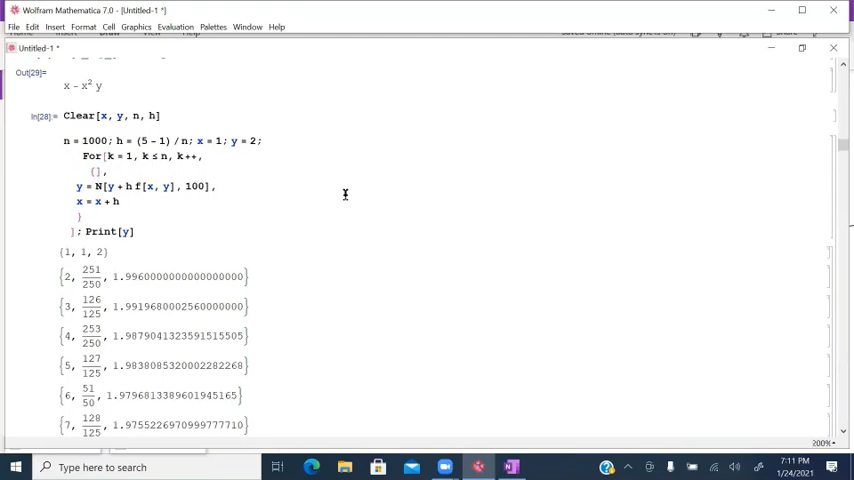 Wolfram Mathematica 7.0 - [Untitled-1 *]
File Edit Insert Format Cell Graphics Evaluation Palettes Window Help
Untitled-1 *
Out[29]=
x - x² y
In[28]:= Clear[x, y, n, h]
n = 1000; h = (5 - 1) / n; x = 1; y = 2;
For[k = 1, k ≤ n, k++,
{},
y = N[y + h f[x, y], 100],
x = x + h
}
]; Print[y]
{1, 1, 2}
{2, 251/250, 1.9960000000000000000}
{3, 126/125, 1.9919680002560000000}
{4, 253/250, 1.9879041323591515505}
{5, 127/125, 1.9838085320002282268}
{6, 51/50, 1.9796813389601945165}
{7, 128/125, 1.9755226970999777710}
200%
Type here to search
7:11 PM
1/24/2021